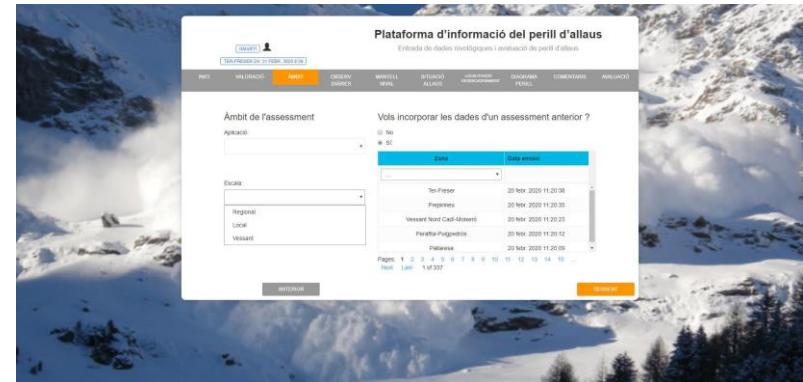 Plataforma d'informació del perill d'allaus
Entrada de dades nivològiques i avaluació de perill d'allaus
INICI VALORACIÓ ÀMBIT OBSERV. DIÀRIES MANTELL NIVAL SITUACIÓ ALLAUS DIAGRAMA PERILL COMENTARIS AVALUACIÓ
Àmbit de l'assessment
Aplicació:
Escala:
Regional
Local
Vessant
Vols incorporar les dades d'un assessment anterior ?
No
Sí:
Zona Data emissió
...
Ter-Freser 20 febr. 2020 11:20:38
Prepirineu 20 febr. 2020 11:20:35
Vessant Nord Cadí-Moixeró 20 febr. 2020 11:20:23
Perafita-Puigpedrós 20 febr. 2020 11:20:12
Pallaresa 20 febr. 2020 11:20:09
Pages: 1 2 3 4 5 6 7 8 9 10 11 12 13 14 15 ...
Next Last 1 of 337
ANTERIOR
SEGÜENT